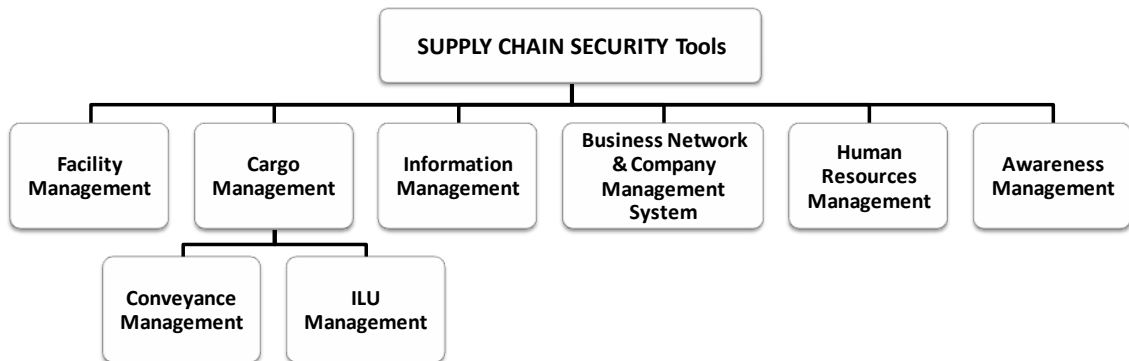 SUPPLY CHAIN SECURITY Tools
Facility
Management
Cargo
Management
Information
Management
Business Network
& Company
Management
System
Human
Resources
Management
Awareness
Management
Conveyance
Management
ILU
Management